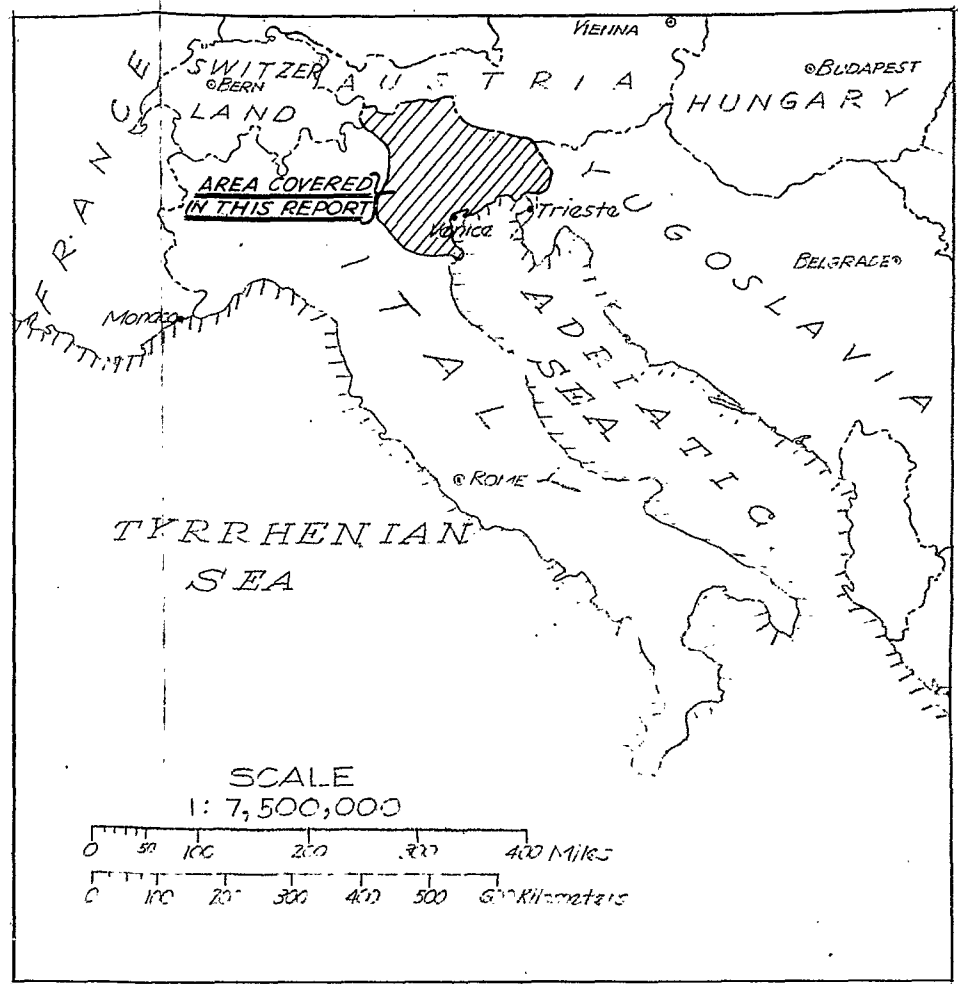 VIENNA
FRANCE
SWITZER
LAND
BERN
AUSTRIA
BUDAPEST
HUNGARY
AREA COVERED
IN THIS REPORT
Venice
Trieste
YUGOSLAVIA
BELGRADE
Monaco
ITALY
ADRIATIC
SEA
ROME
TYRRHENIAN
SEA
SCALE
1: 7,500,000
0 50 100 200 300 400 Miles
0 100 200 300 400 500 600 Kilometers